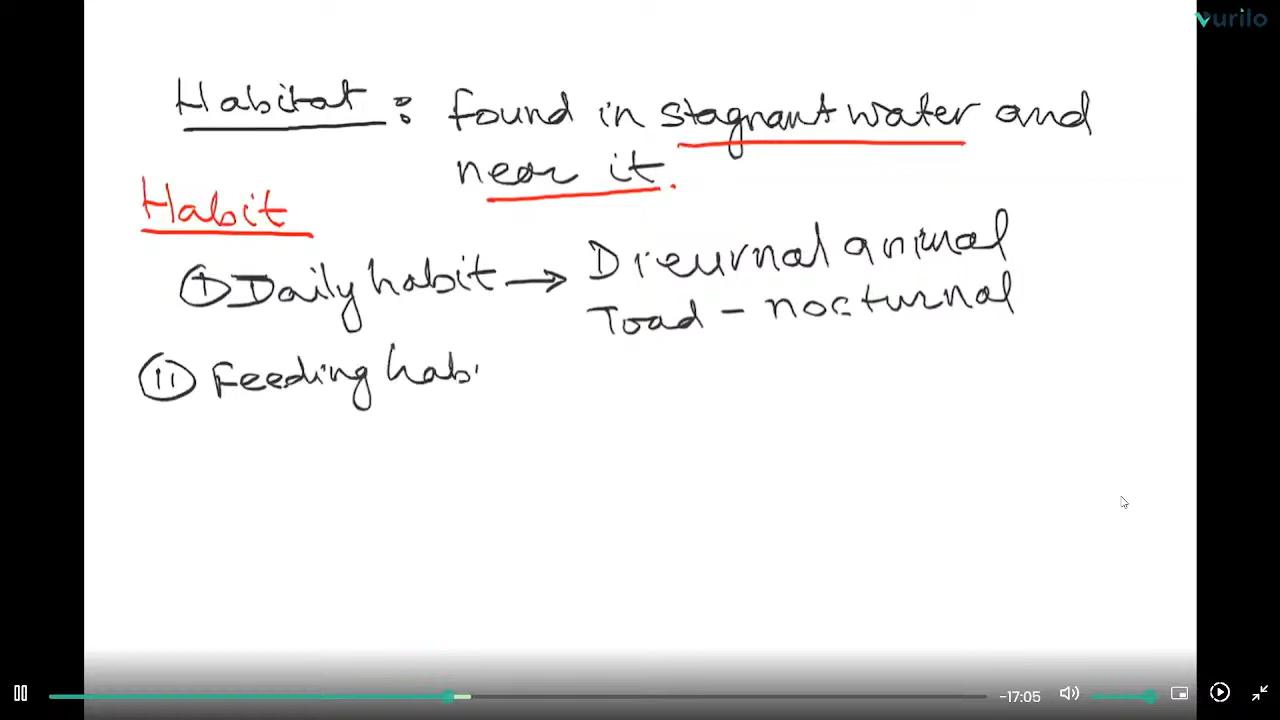 vurilo
Habitat : found in stagnant water and
near it.
Habit
(i) Daily habit → Dieurnal animal
Toad - nocturnal
(ii) Feeding hab
-17:05